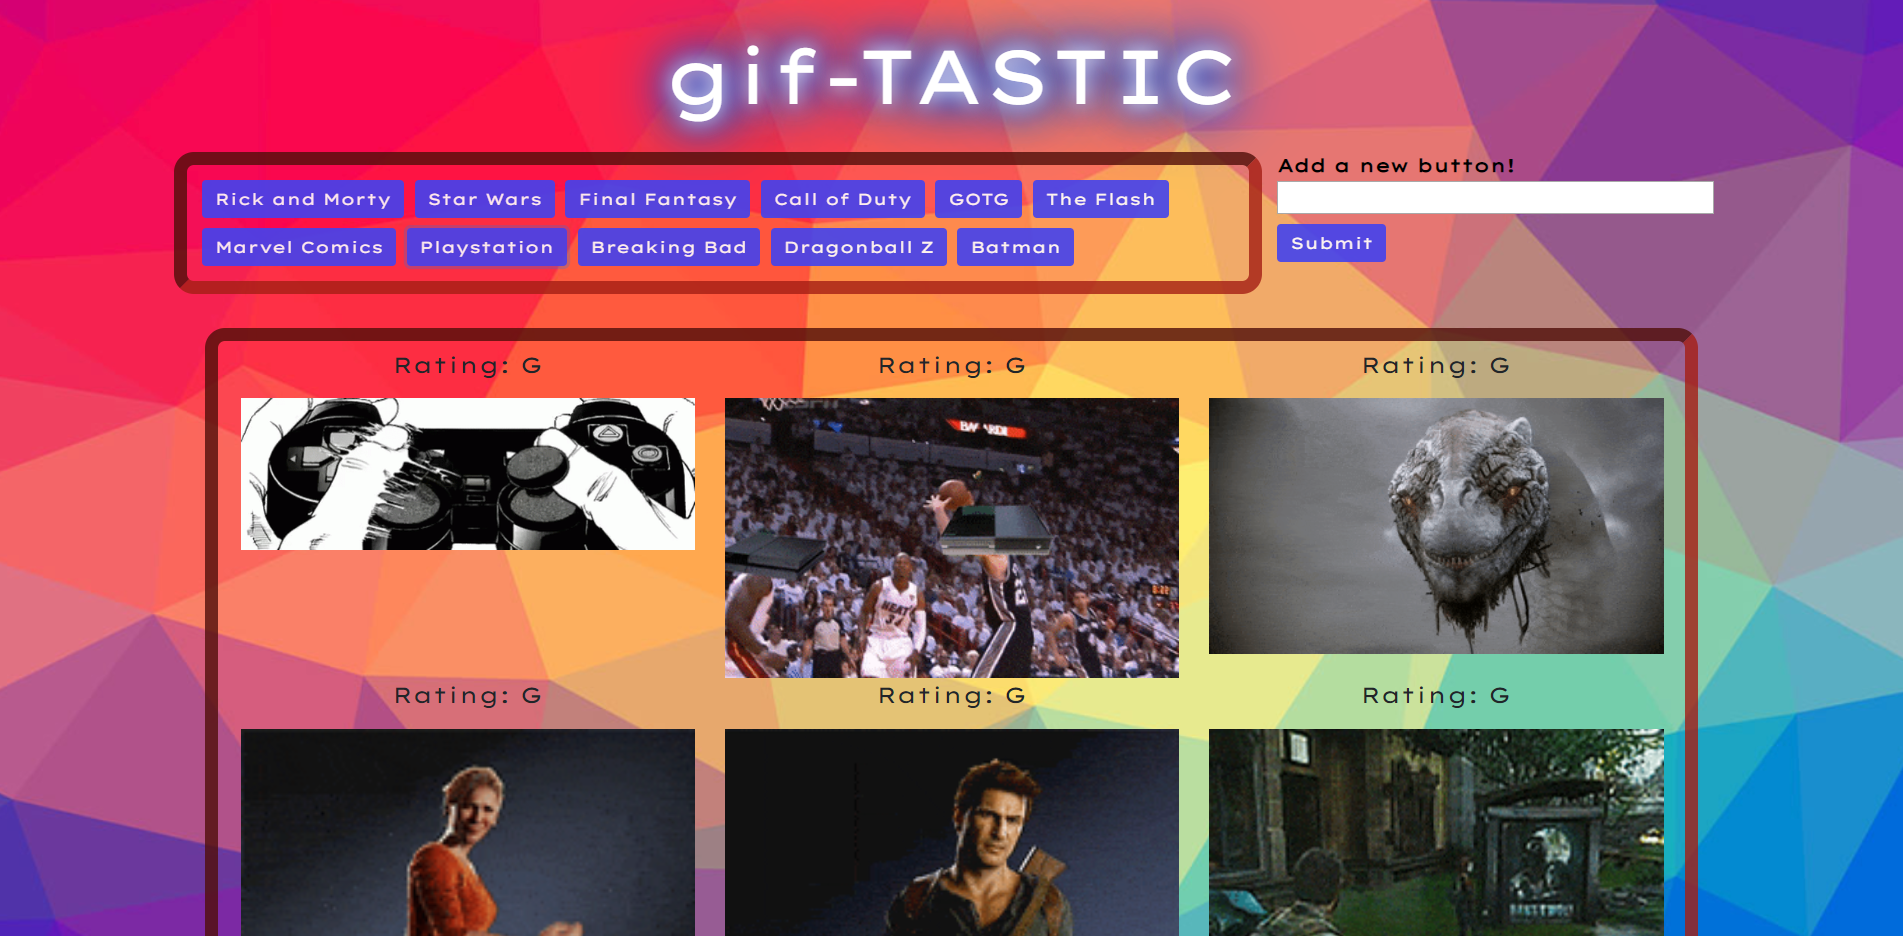 gif-TASTIC
Rick and Morty Star Wars Final Fantasy Call of Duty GOTG The Flash
Marvel Comics Playstation Breaking Bad Dragonball Z Batman
Add a new button!
Submit
Rating: G Rating: G Rating: G
HEAT
Rating: G Rating: G Rating: G